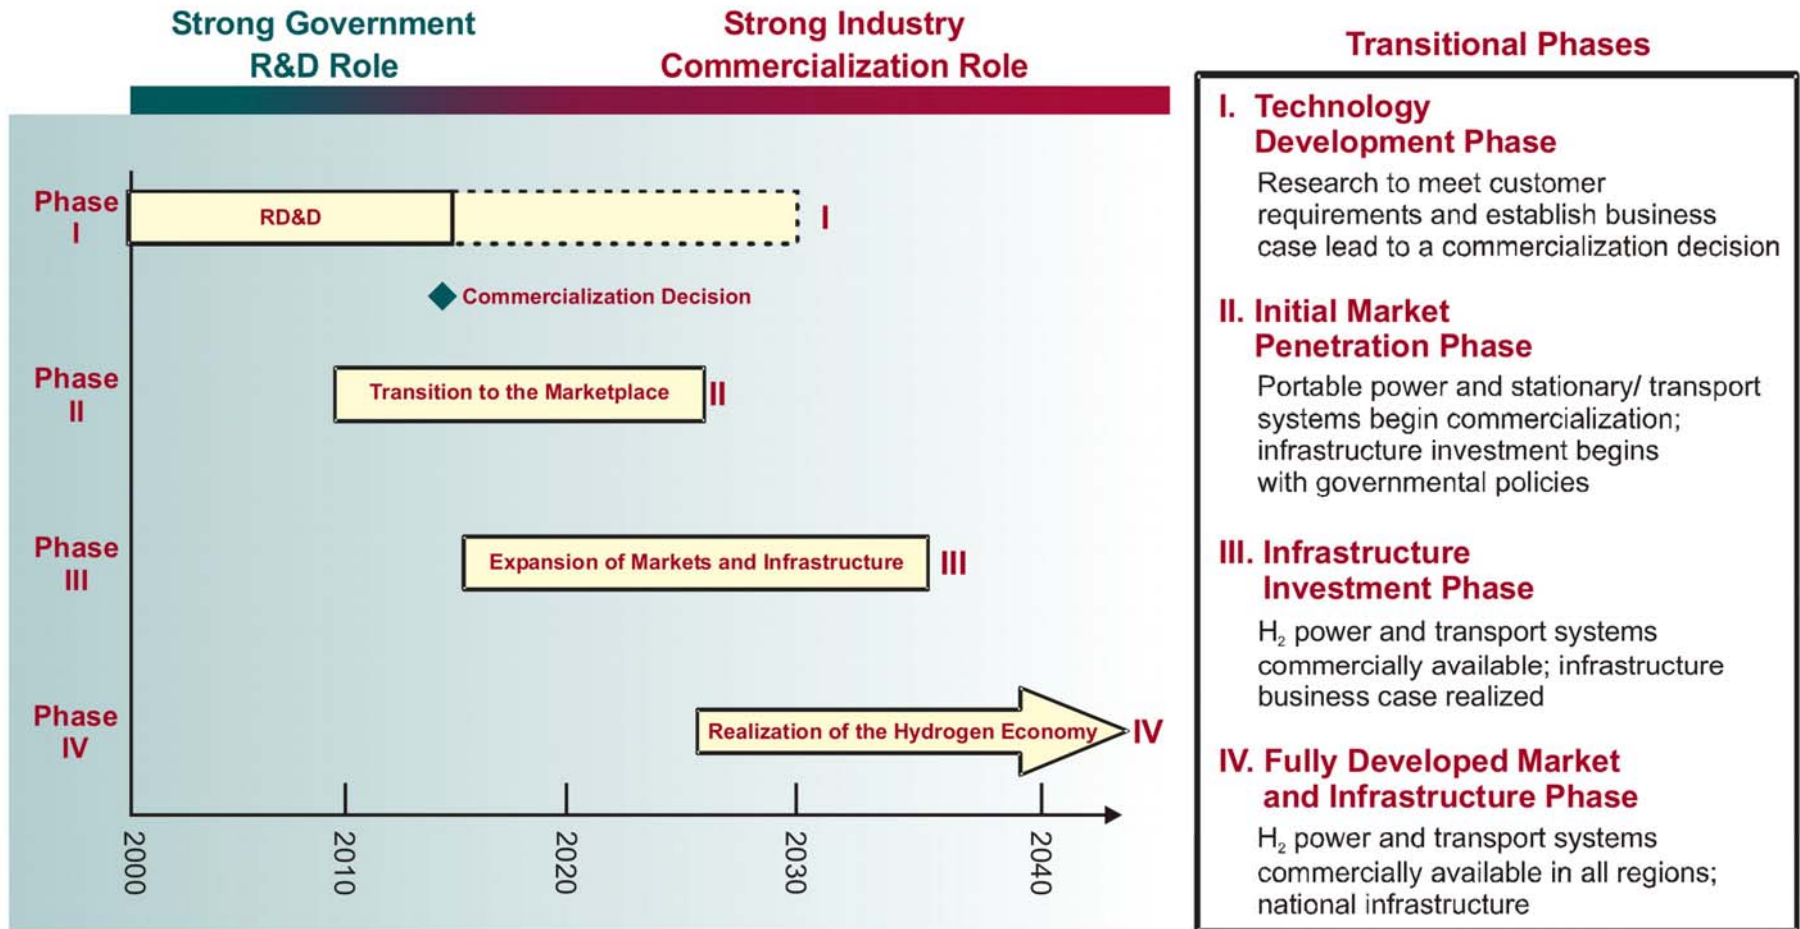 Strong Government
R&D Role
Strong Industry
Commercialization Role
Phase
I
RD&D
I
Commercialization Decision
Phase
II
Transition to the Marketplace
II
Phase
III
Expansion of Markets and Infrastructure
III
Phase
IV
Realization of the Hydrogen Economy
IV
2000
2010
2020
2030
2040
Transitional Phases
I. Technology
Development Phase
Research to meet customer
requirements and establish business
case lead to a commercialization decision
II. Initial Market
Penetration Phase
Portable power and stationary/ transport
systems begin commercialization;
infrastructure investment begins
with governmental policies
III. Infrastructure
Investment Phase
H₂ power and transport systems
commercially available; infrastructure
business case realized
IV. Fully Developed Market
and Infrastructure Phase
H₂ power and transport systems
commercially available in all regions;
national infrastructure